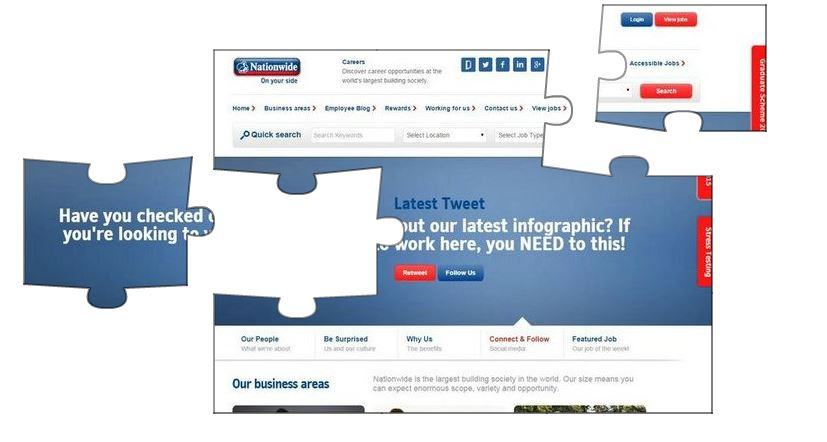 Login View jobs
Nationwide
On your side
Careers
Discover career opportunities at the
world's largest building society.
Accessible Jobs
Home Business areas Employee Blog Rewards Working for us Contact us View jobs
Quick search Search Keywords Select Location Select Job Type
Search
Graduate Scheme
Latest Tweet
Have you checked
out our latest infographic? If
you're looking to
work here, you NEED to this!
Retweet Follow Us
Stress Testing
Our People Be Surprised Why Us Connect & Follow Featured Job
What we're about Us and our culture The benefits Social media Our job of the week!
Our business areas
Nationwide is the largest building society in the world. Our size means you
can expect enormous scope, variety and opportunity.